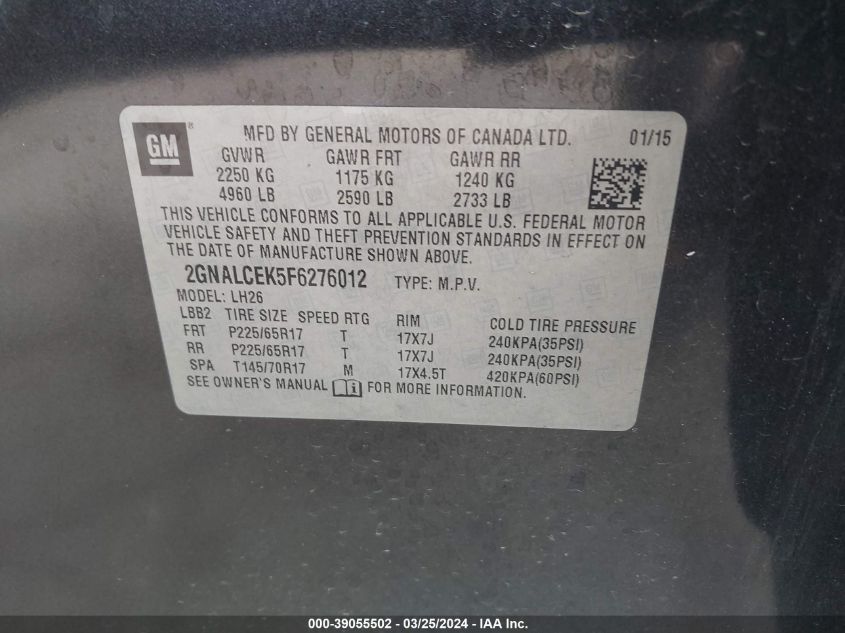 GM ® MFD BY GENERAL MOTORS OF CANADA LTD. 01/15
GVWR GAWR FRT GAWR RR
2250 KG 1175 KG 1240 KG
4960 LB 2590 LB 2733 LB
THIS VEHICLE CONFORMS TO ALL APPLICABLE U.S. FEDERAL MOTOR
VEHICLE SAFETY AND THEFT PREVENTION STANDARDS IN EFFECT ON
THE DATE OF MANUFACTURE SHOWN ABOVE.
2GNALCEK5F6276012 TYPE: M.P.V.
MODEL: LH26
LBB2 TIRE SIZE SPEED RTG RIM COLD TIRE PRESSURE
FRT P225/65R17 T 17X7J 240KPA(35PSI)
RR P225/65R17 T 17X7J 240KPA(35PSI)
SPA T145/70R17 M 17X4.5T 420KPA(60PSI)
SEE OWNER'S MANUAL FOR MORE INFORMATION.
000-39055502 - 03/25/2024 - IAA Inc.